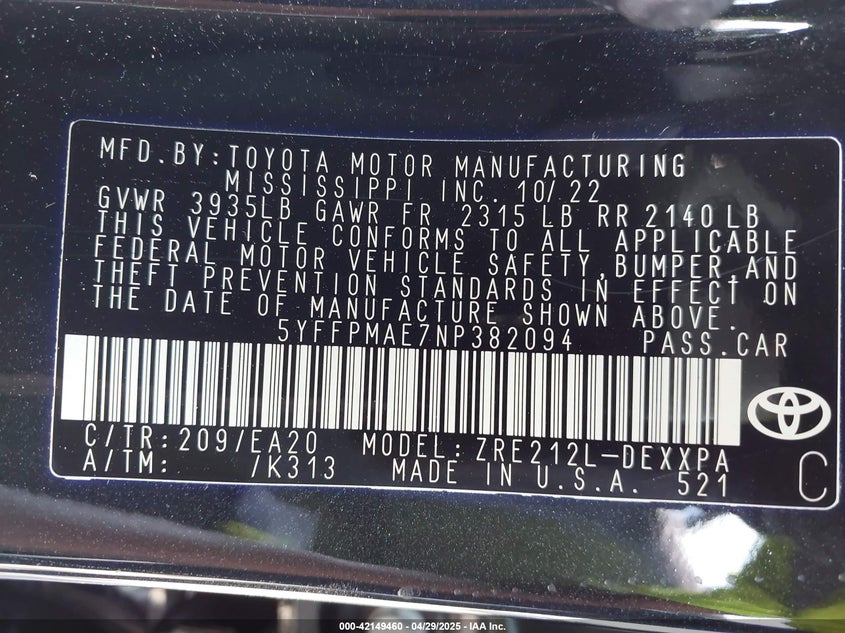 MFD.BY:TOYOTA MOTOR MANUFACTURING
MISSISSIPPI INC. 10/22
GVWR 3935LB GAWR FR 2315 LB RR 2140 LB
THIS VEHICLE CONFORMS TO ALL APPLICABLE
FEDERAL MOTOR VEHICLE SAFETY,BUMPER,AND
THEFT PREVENTION STANDARDS IN EFFECT ON
THE DATE OF MANUFACTURE SHOWN ABOVE.
5YFFPMAE7NP382094 PASS.CAR
C/TR:209/EA20 MODEL:ZRE212L-DEXXPA
A/TM: /K313 MADE IN U.S.A. 521
C
000-42149460 - 04/29/2025 - IAA Inc.